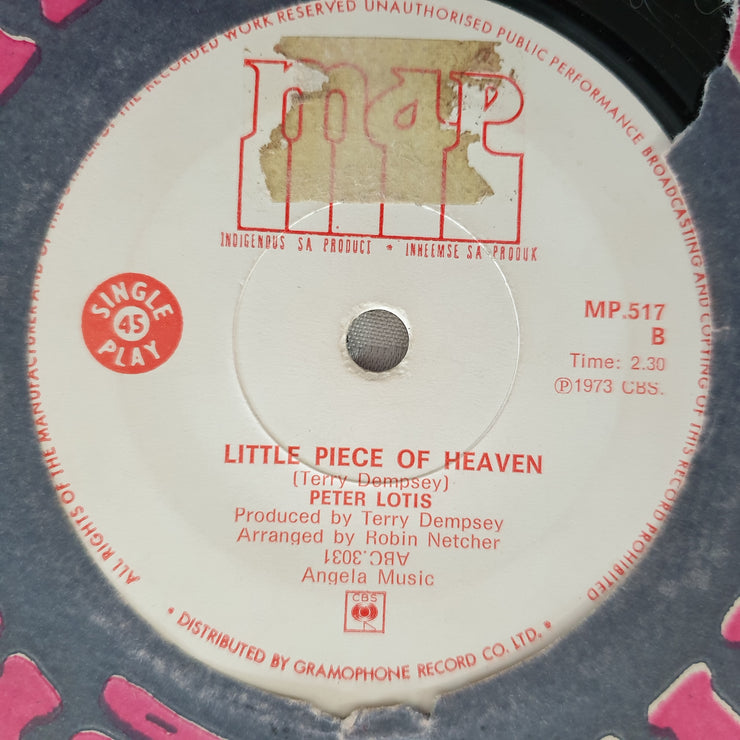 ALL RIGHTS OF THE MANUFACTURER AND OF THE OWNER OF THE RECORDED WORK RESERVED UNAUTHORISED PUBLIC PERFORMANCE BROADCASTING AND COPYING OF THIS RECORD PROHIBITED
map
INDIGENOUS SA PRODUCT * INHEEMSE SA PRODUK
SINGLE
45
PLAY
MP.517
B
Time: 2.30
℗1973 CBS.
LITTLE PIECE OF HEAVEN
(Terry Dempsey)
PETER LOTIS
Produced by Terry Dempsey
Arranged by Robin Netcher
ABC.3031
Angela Music
CBS
* DISTRIBUTED BY GRAMOPHONE RECORD CO. LTD. *